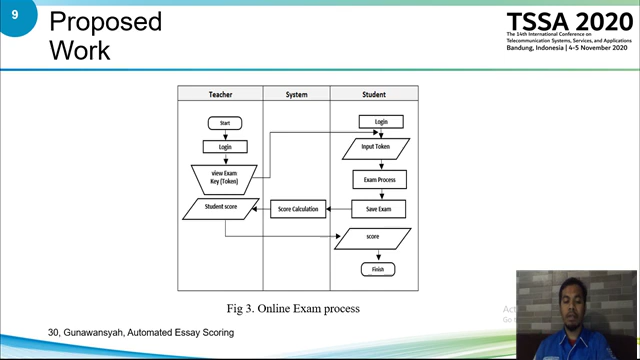 9
Proposed
Work
TSSA 2020
The 14th International Conference on
Telecommunication Systems, Services, and Applications
Bandung, Indonesia | 4-5 November 2020
Teacher
System
Student
Start
Login
Login
view Exam
Key (Token)
Input Token
Exam Process
Student score
Score Calculation
Save Exam
score
Finish
Fig 3. Online Exam process
30, Gunawansyah, Automated Essay Scoring